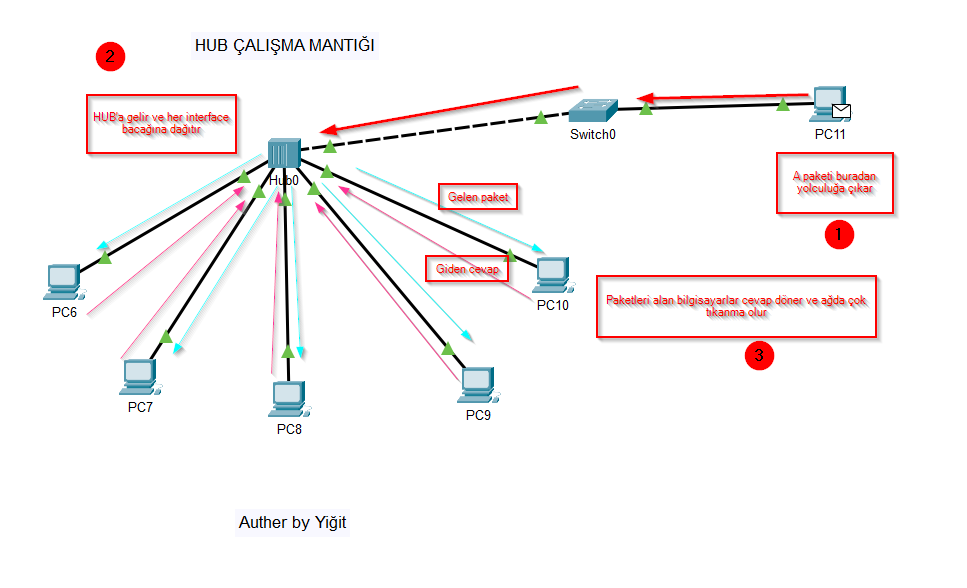 HUB ÇALIŞMA MANTIĞI
2
HUB'a gelir ve her interface
bacağına dağıtır
Switch0
PC11
Hub0
A paketi buradan
yolculuğa çıkar
1
Gelen paket
Giden cevap
PC6
PC10
Paketleri alan bilgisayarlar cevap döner ve ağda çok
tıkanma olur
3
PC7
PC8
PC9
Auther by Yiğit